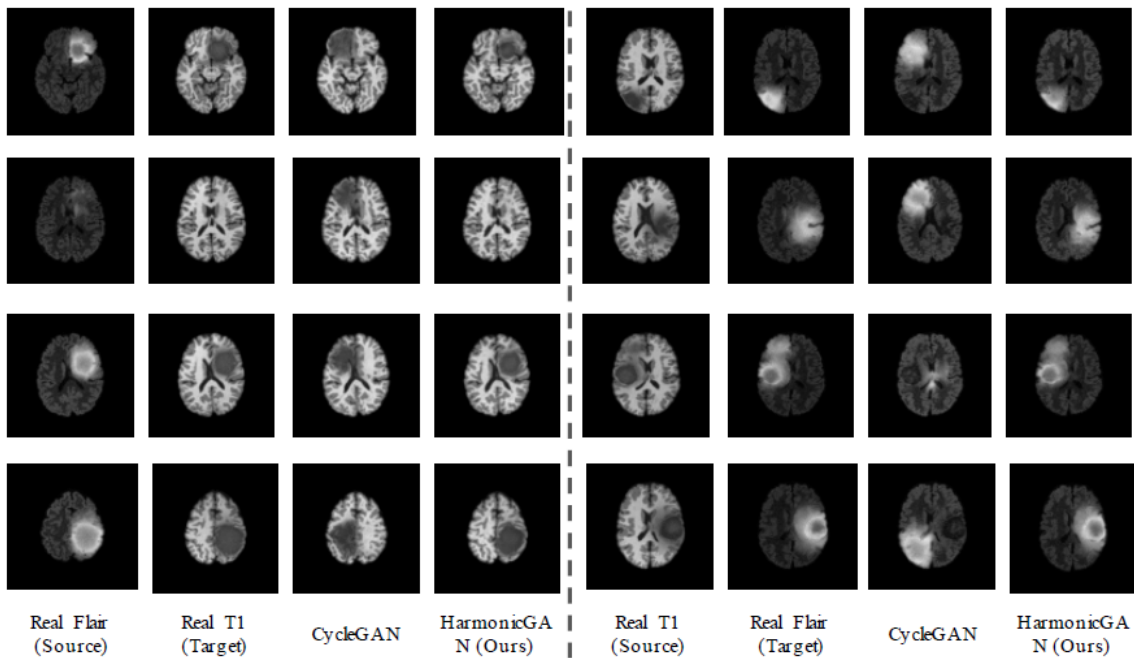 Real Flair
(Source)
Real T1
(Target)
CycleGAN
HarmonicGA
N (Ours)
Real T1
(Source)
Real Flair
(Target)
CycleGAN
HarmonicGA
N (Ours)